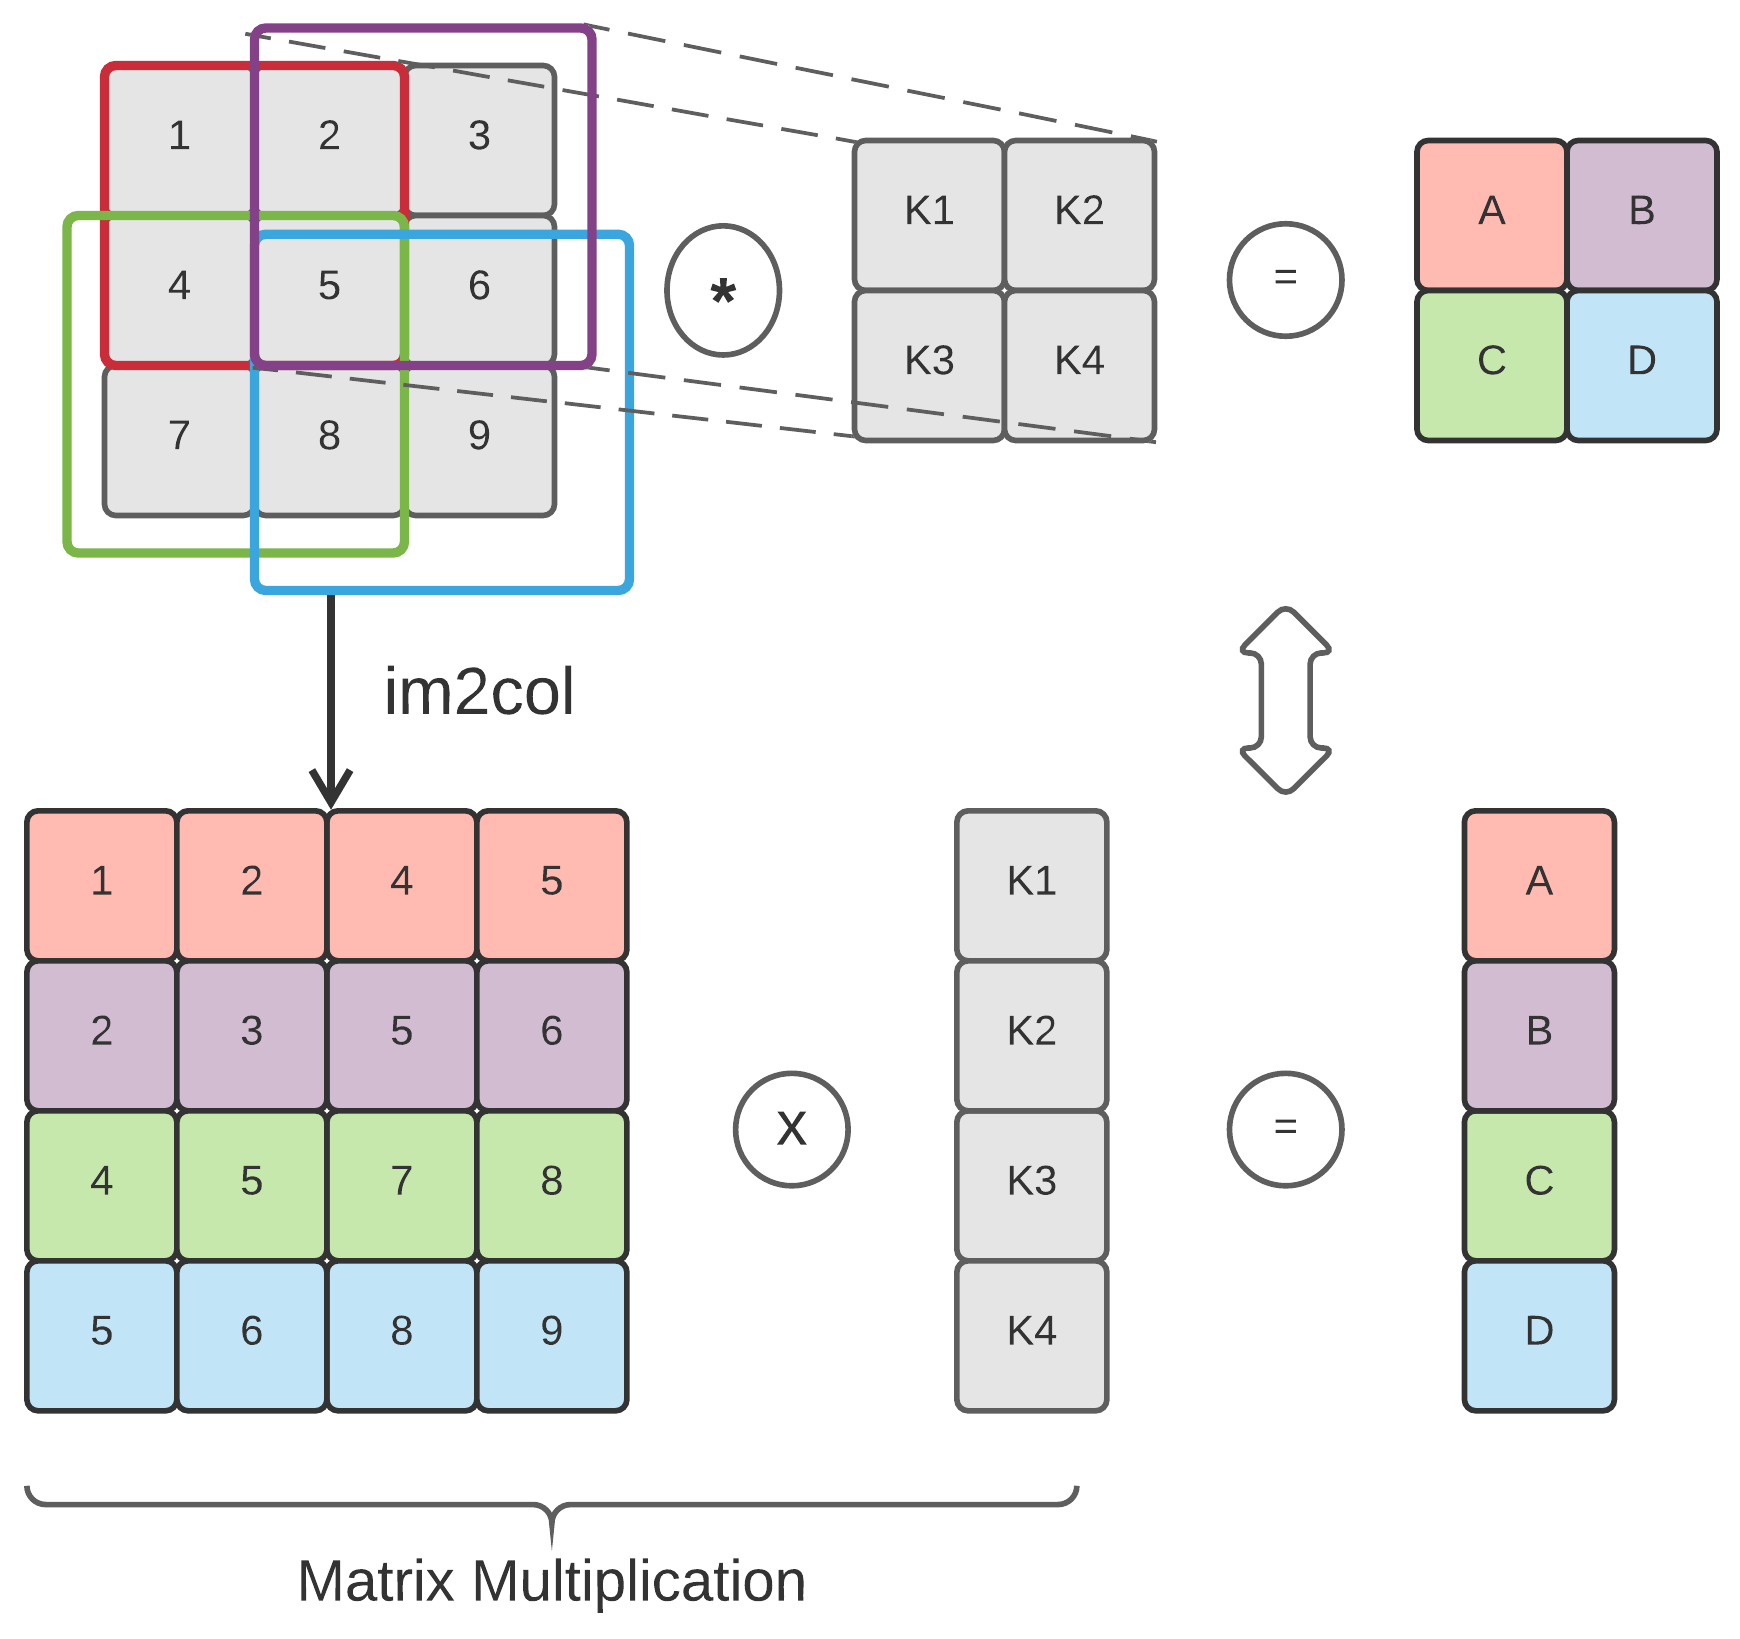 1 2 3
4 5 6
7 8 9
*
K1 K2
K3 K4
=
A B
C D
im2col
1 2 4 5
2 3 5 6
4 5 7 8
5 6 8 9
X
K1
K2
K3
K4
=
A
B
C
D
Matrix Multiplication